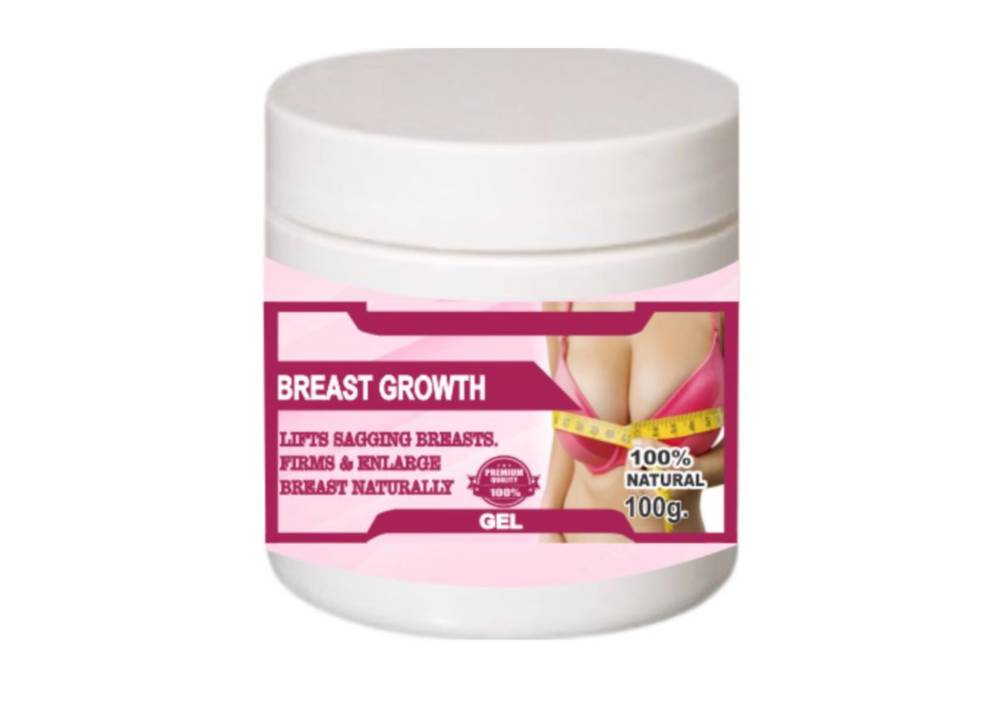 BREAST GROWTH
LIFTS SAGGING BREASTS.
FIRMS & ENLARGE
BREAST NATURALLY
PREMIUM
QUALITY
100%
GEL
100%
NATURAL
100g.